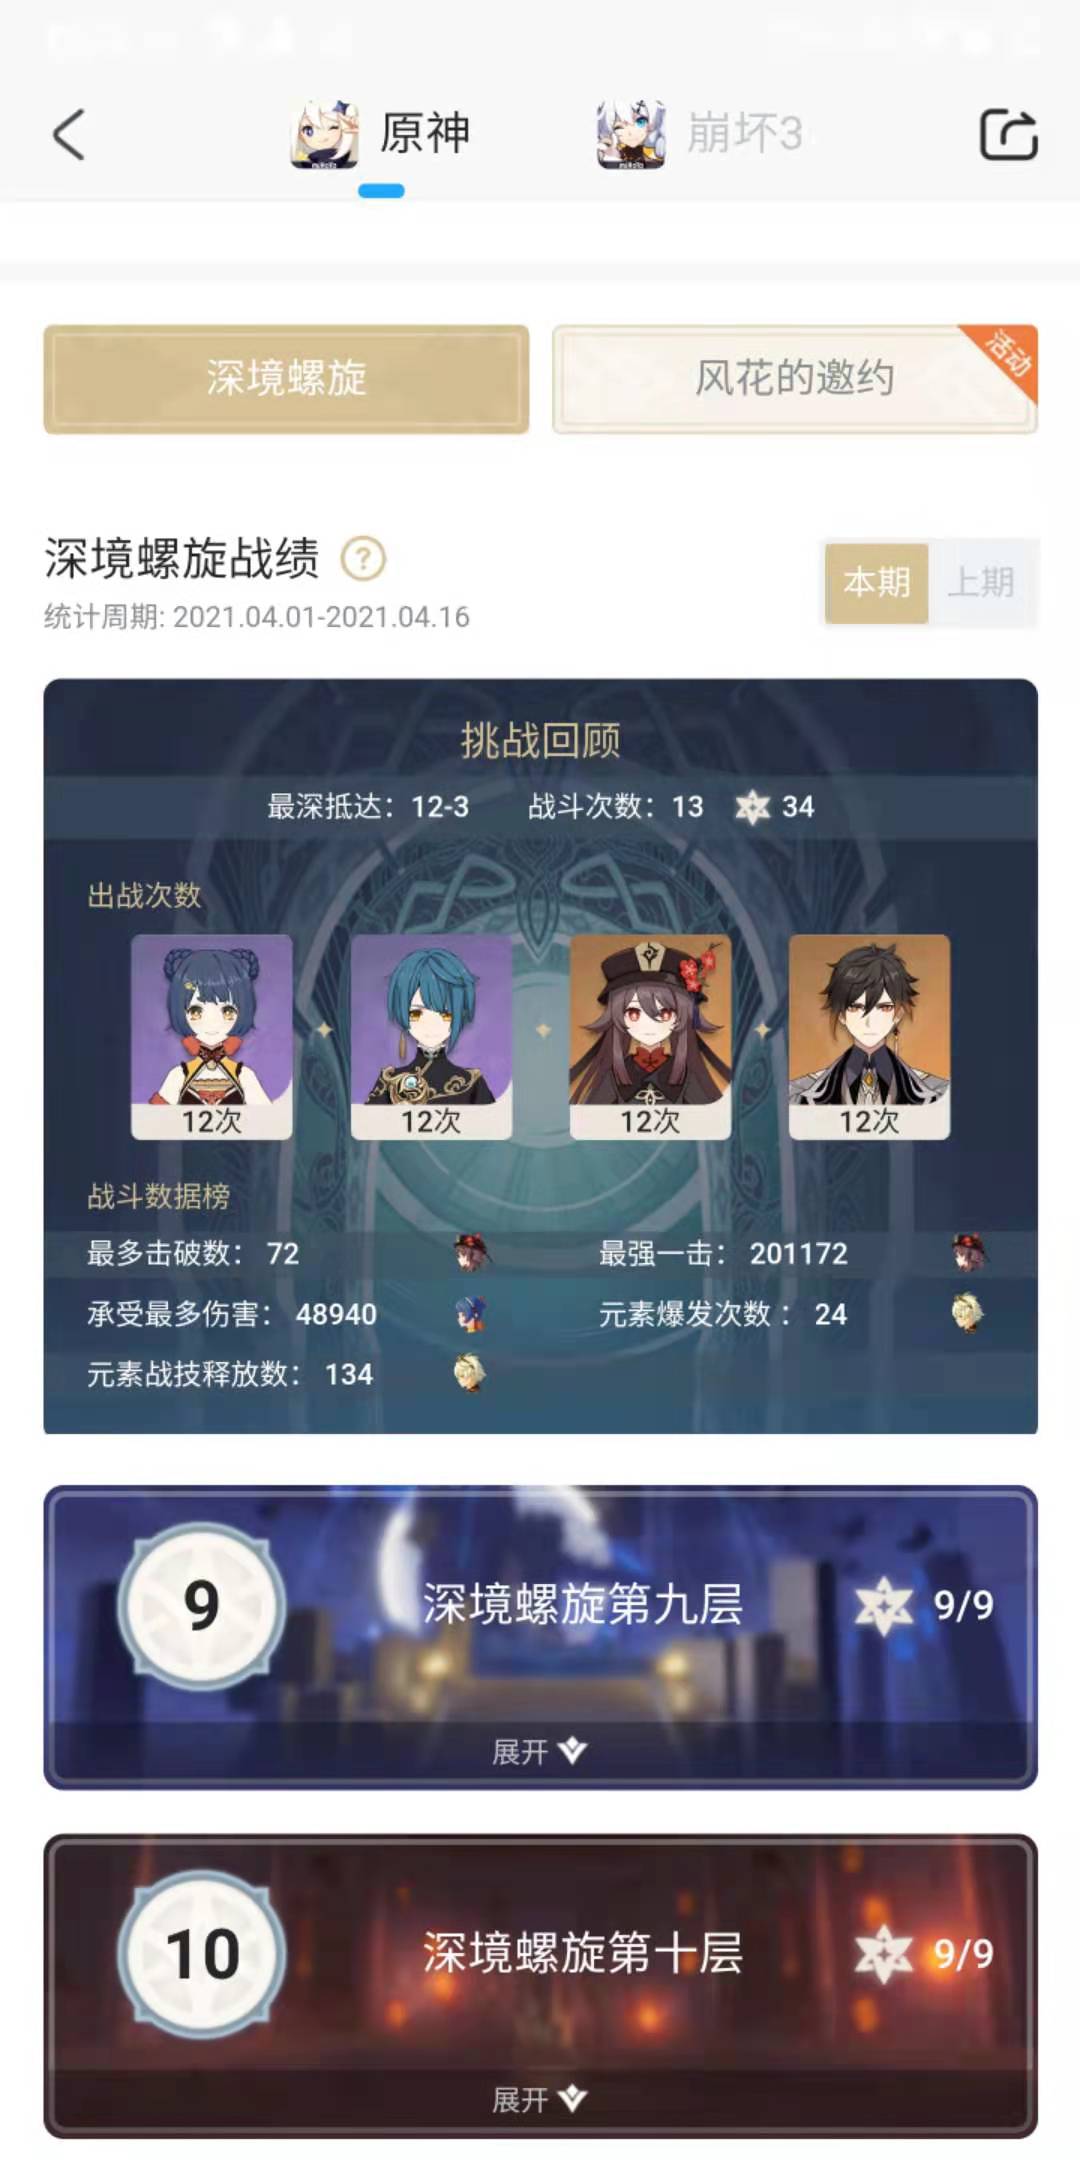 原神
崩坏3
深境螺旋
风花的邀约
活动
深境螺旋战绩 ?
统计周期: 2021.04.01-2021.04.16
本期 上期
挑战回顾
最深抵达：12-3 战斗次数：13 34
出战次数
12次 12次 12次 12次
战斗数据榜
最多击破数： 72 最强一击： 201172
承受最多伤害： 48940 元素爆发次数： 24
元素战技释放数： 134
9 深境螺旋第九层 9/9
展开
10 深境螺旋第十层 9/9
展开